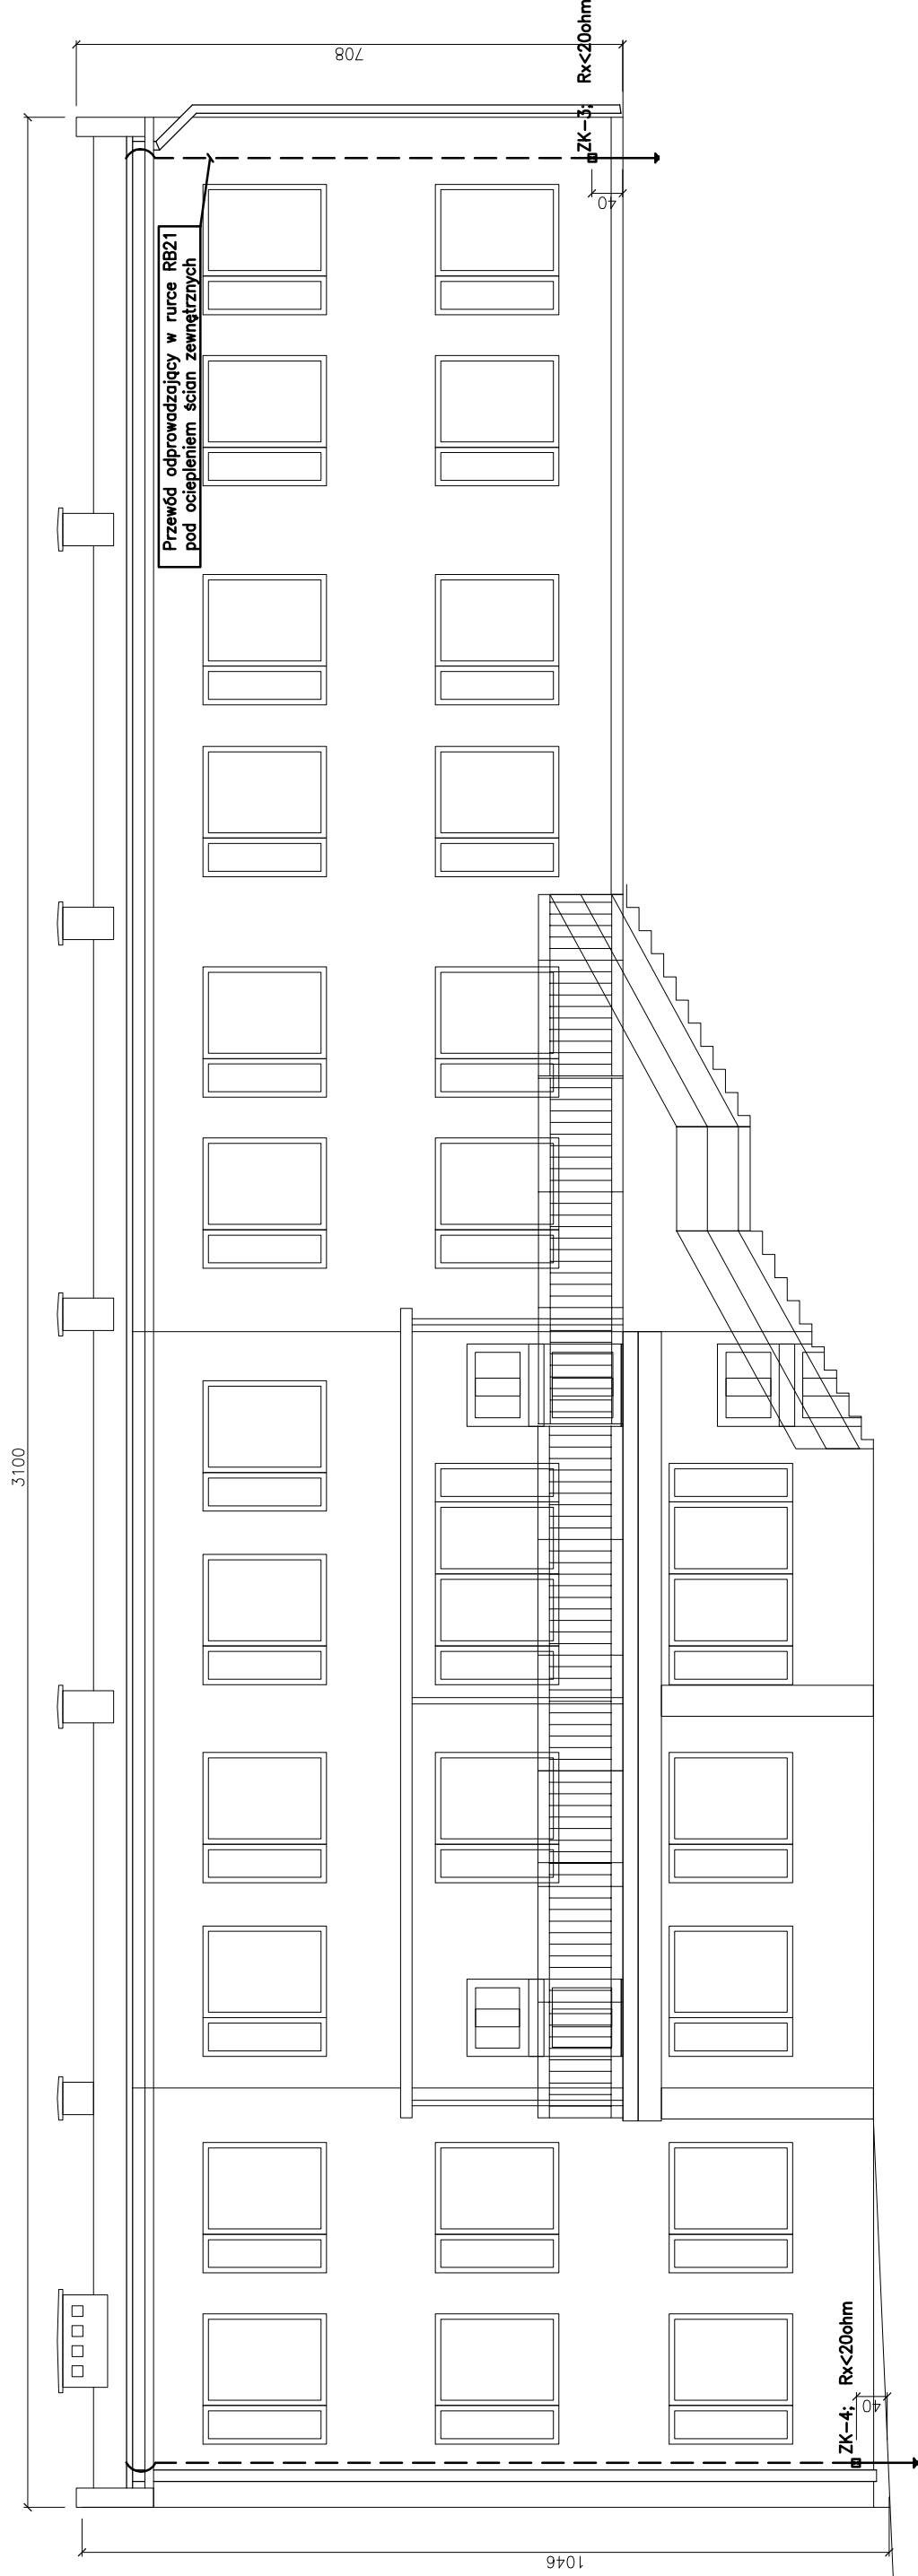 3100
1046
708
Przewód odprowadzający w rurce RB21
pod ociepleniem ścian zewnętrznych
ZK-4; Rx<20ohm
40
ZK-3; Rx<20ohm
40